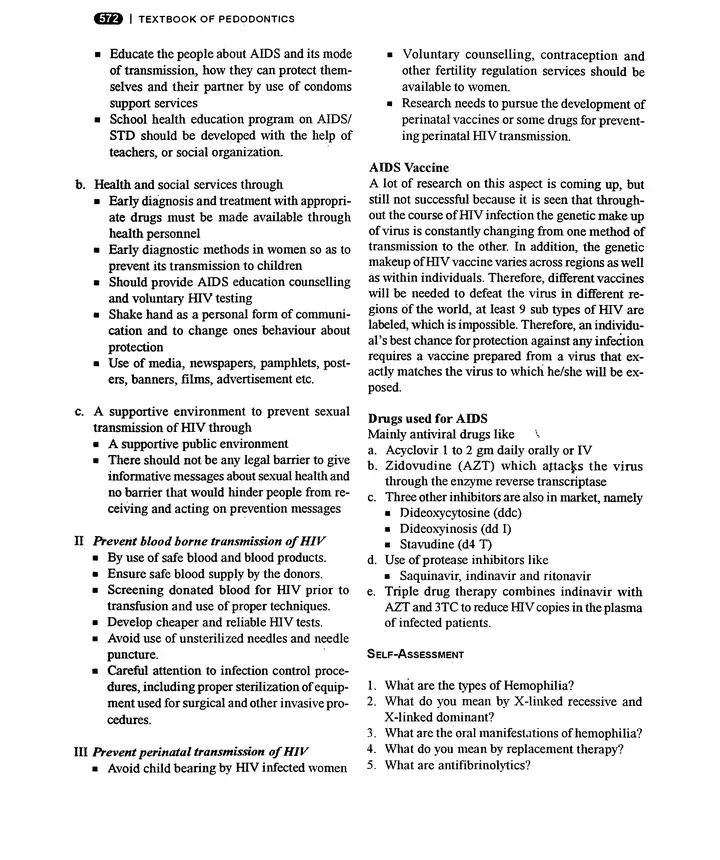 572 | TEXTBOOK OF PEDODONTICS
■ Educate the people about AIDS and its mode
of transmission, how they can protect them-
selves and their partner by use of condoms
support services
■ School health education program on AIDS/
STD should be developed with the help of
teachers, or social organization.
b. Health and social services through
■ Early diagnosis and treatment with appropri-
ate drugs must be made available through
health personnel
■ Early diagnostic methods in women so as to
prevent its transmission to children
■ Should provide AIDS education counselling
and voluntary HIV testing
■ Shake hand as a personal form of communi-
cation and to change ones behaviour about
protection
■ Use of media, newspapers, pamphlets, post-
ers, banners, films, advertisement etc.
c. A supportive environment to prevent sexual
transmission of HIV through
■ A supportive public environment
■ There should not be any legal barrier to give
informative messages about sexual health and
no barrier that would hinder people from re-
ceiving and acting on prevention messages
II Prevent blood borne transmission of HIV
■ By use of safe blood and blood products.
■ Ensure safe blood supply by the donors.
■ Screening donated blood for HIV prior to
transfusion and use of proper techniques.
■ Develop cheaper and reliable HIV tests.
■ Avoid use of unsterilized needles and needle
puncture.
■ Careful attention to infection control proce-
dures, including proper sterilization of equip-
ment used for surgical and other invasive pro-
cedures.
III Prevent perinatal transmission of HIV
■ Avoid child bearing by HIV infected women
■ Voluntary counselling, contraception and
other fertility regulation services should be
available to women.
■ Research needs to pursue the development of
perinatal vaccines or some drugs for prevent-
ing perinatal HIV transmission.
AIDS Vaccine
A lot of research on this aspect is coming up, but
still not successful because it is seen that through-
out the course of HIV infection the genetic make up
of virus is constantly changing from one method of
transmission to the other. In addition, the genetic
makeup of HIV vaccine varies across regions as well
as within individuals. Therefore, different vaccines
will be needed to defeat the virus in different re-
gions of the world, at least 9 sub types of HIV are
labeled, which is impossible. Therefore, an individu-
al's best chance for protection against any infection
requires a vaccine prepared from a virus that ex-
actly matches the virus to which he/she will be ex-
posed.
Drugs used for AIDS
Mainly antiviral drugs like
a. Acyclovir 1 to 2 gm daily orally or IV
b. Zidovudine (AZT) which attacks the virus
through the enzyme reverse transcriptase
c. Three other inhibitors are also in market, namely
■ Dideoxycytosine (ddc)
■ Dideoxyinosis (dd I)
■ Stavudine (d4 T)
d. Use of protease inhibitors like
■ Saquinavir, indinavir and ritonavir
e. Triple drug therapy combines indinavir with
AZT and 3TC to reduce HIV copies in the plasma
of infected patients.
SELF-ASSESSMENT
1. What are the types of Hemophilia?
2. What do you mean by X-linked recessive and
X-linked dominant?
3. What are the oral manifestations of hemophilia?
4. What do you mean by replacement therapy?
5. What are antifibrinolytics?